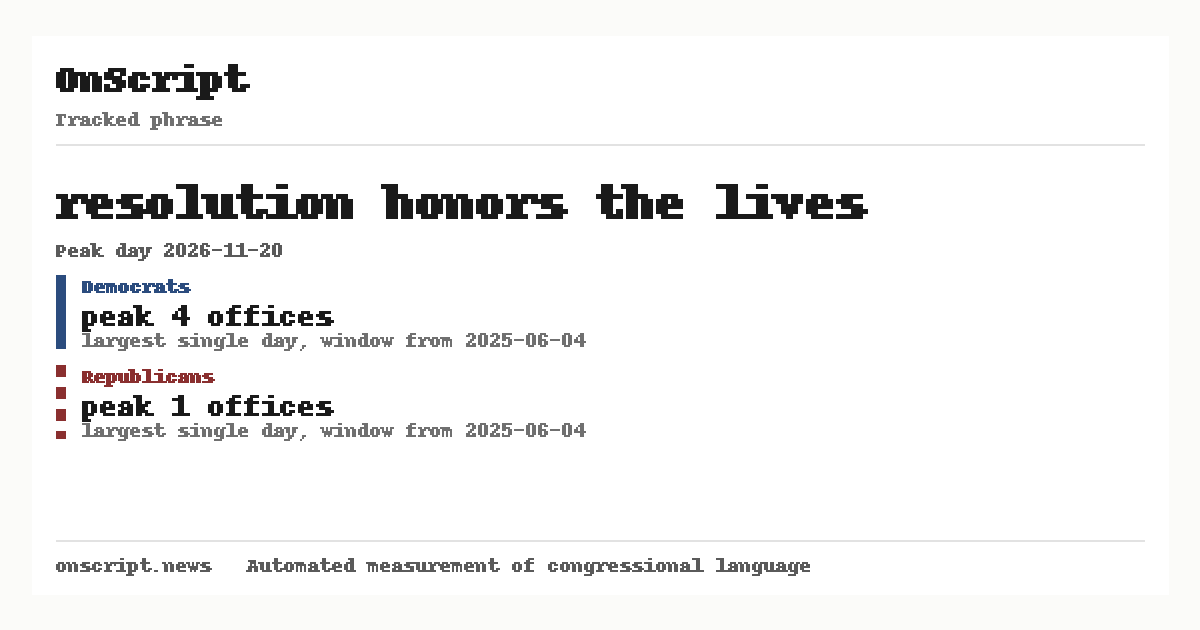 OnScript
Tracked phrase
resolution honors the lives
Peak day 2026-11-20
Democrats
peak 4 offices
largest single day, window from 2025-06-04
Republicans
peak 1 offices
largest single day, window from 2025-06-04
onscript.news Automated measurement of congressional language